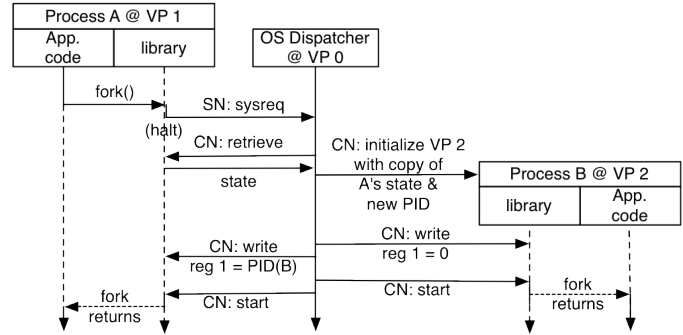 Process A @ VP 1
App.
code
library
OS Dispatcher
@ VP 0
fork()
SN: sysreq
(halt)
CN: retrieve
state
CN: initialize VP 2
with copy of
A's state &
new PID
Process B @ VP 2
library
App.
code
CN: write
reg 1 = 0
CN: write
reg 1 = PID(B)
CN: start
CN: start
fork
returns
fork
returns